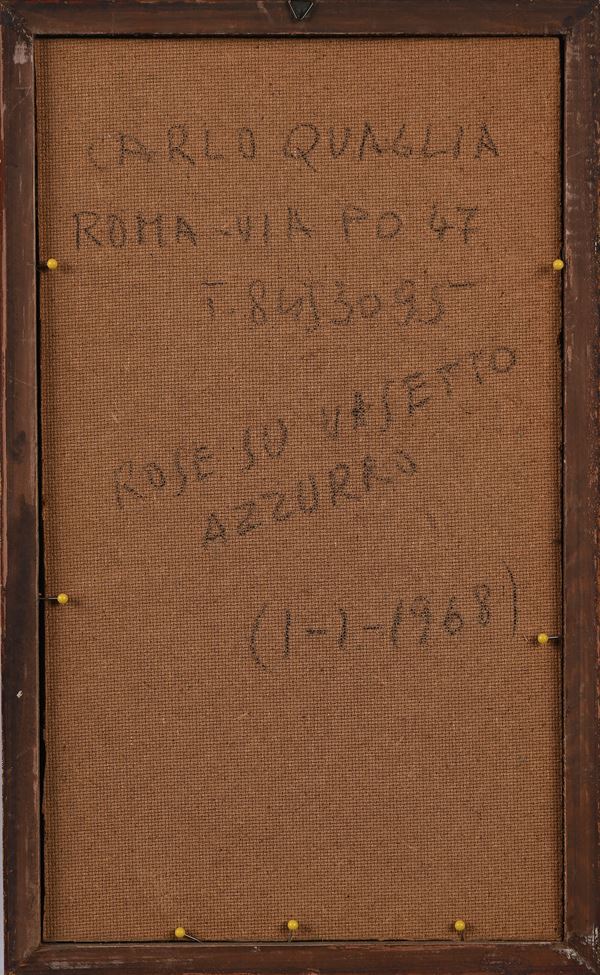 CARLO QUAGLIA
ROMA - VIA PO 47
T. 8453095
ROSE SU VASETTO
AZZURRO
(1-1-1968)